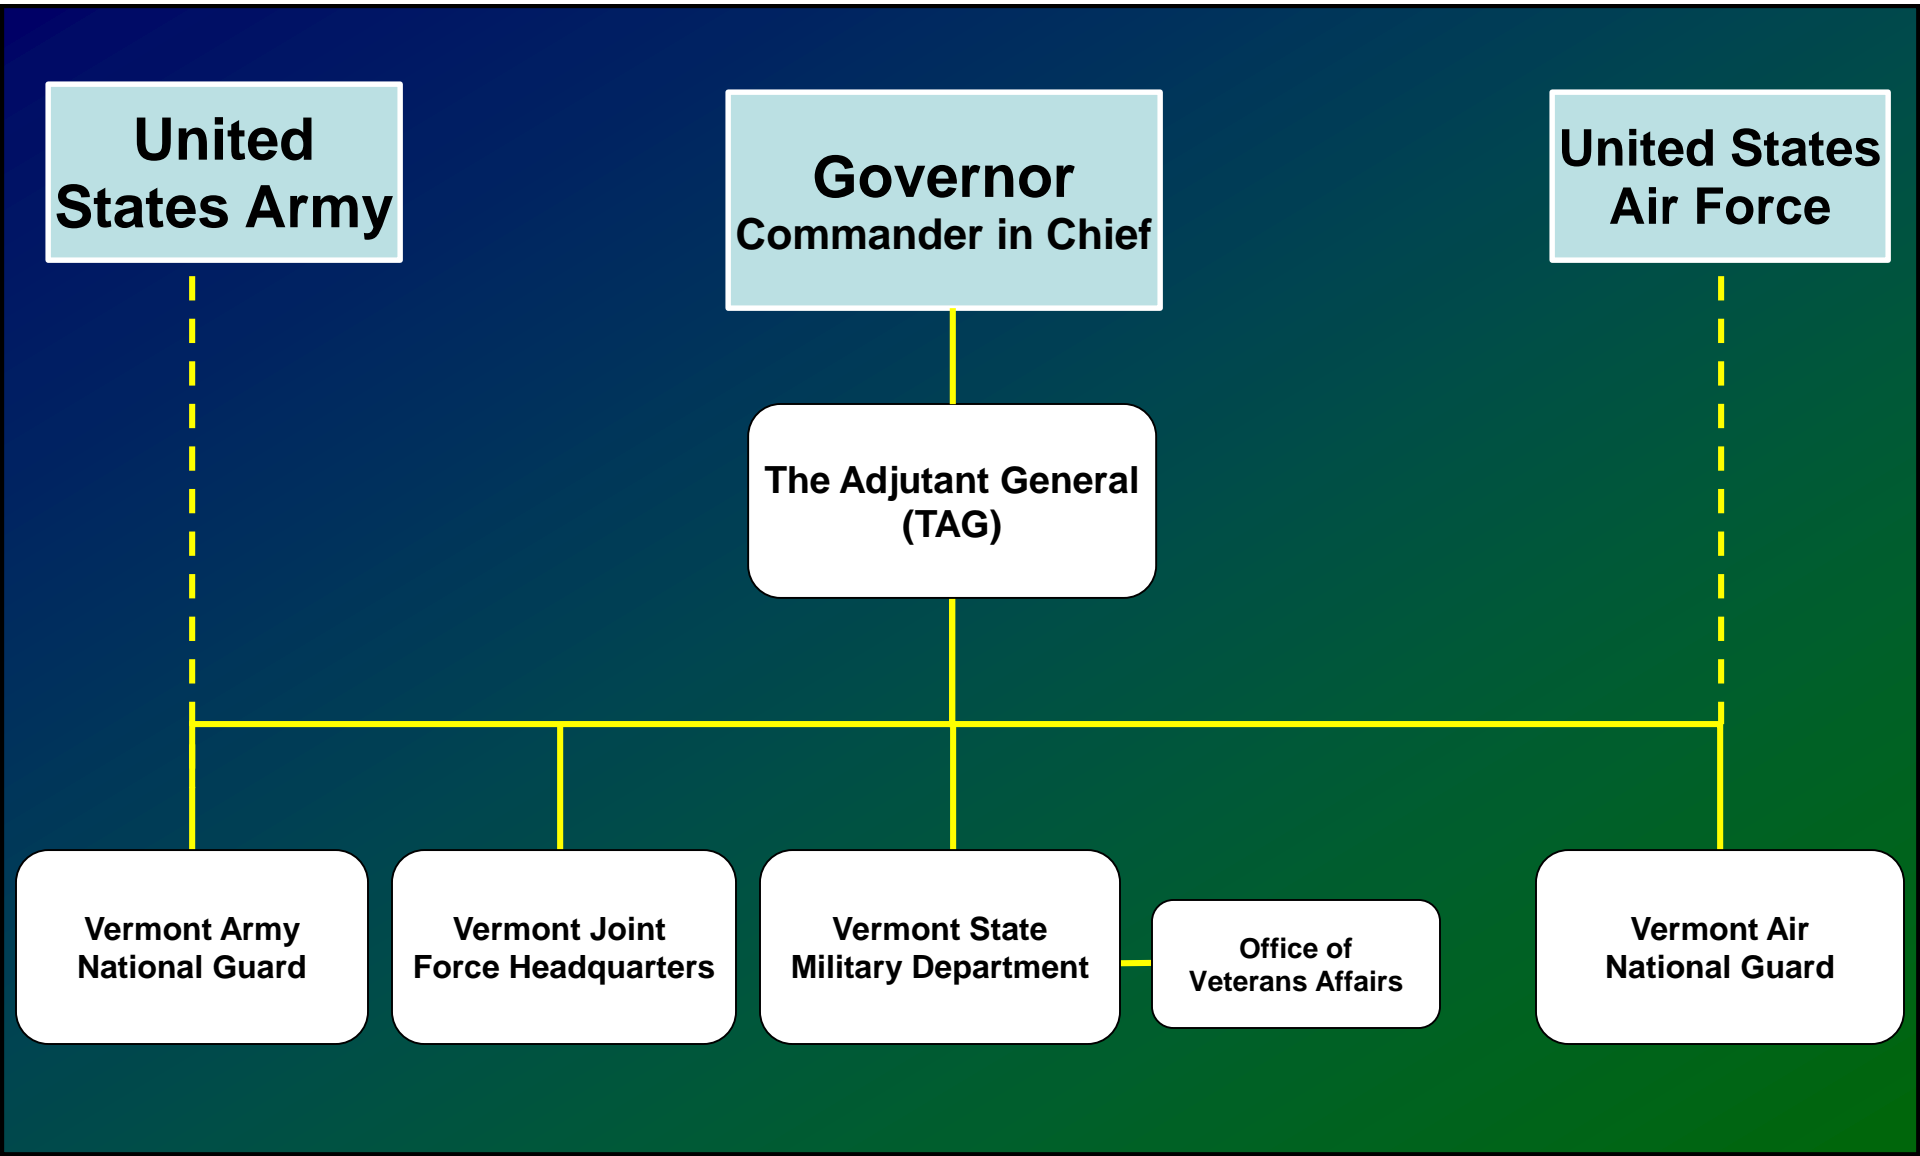 United
States Army
Governor
Commander in Chief
United States
Air Force
The Adjutant General
(TAG)
Vermont Army
National Guard
Vermont Joint
Force Headquarters
Vermont State
Military Department
Office of
Veterans Affairs
Vermont Air
National Guard